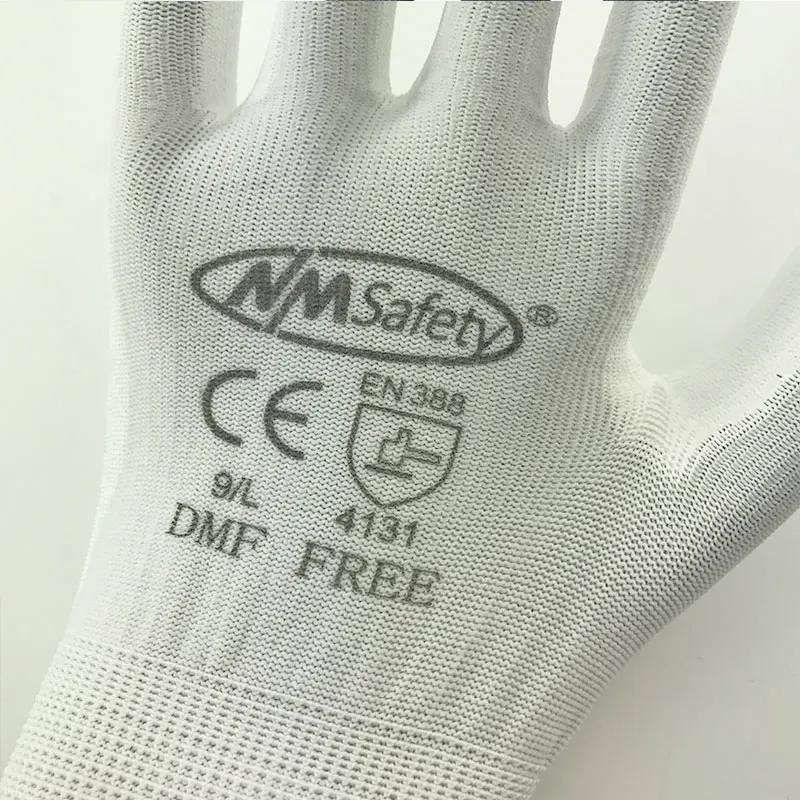 NMSafety®
CE
EN 388
9/L
4131
DMF FREE